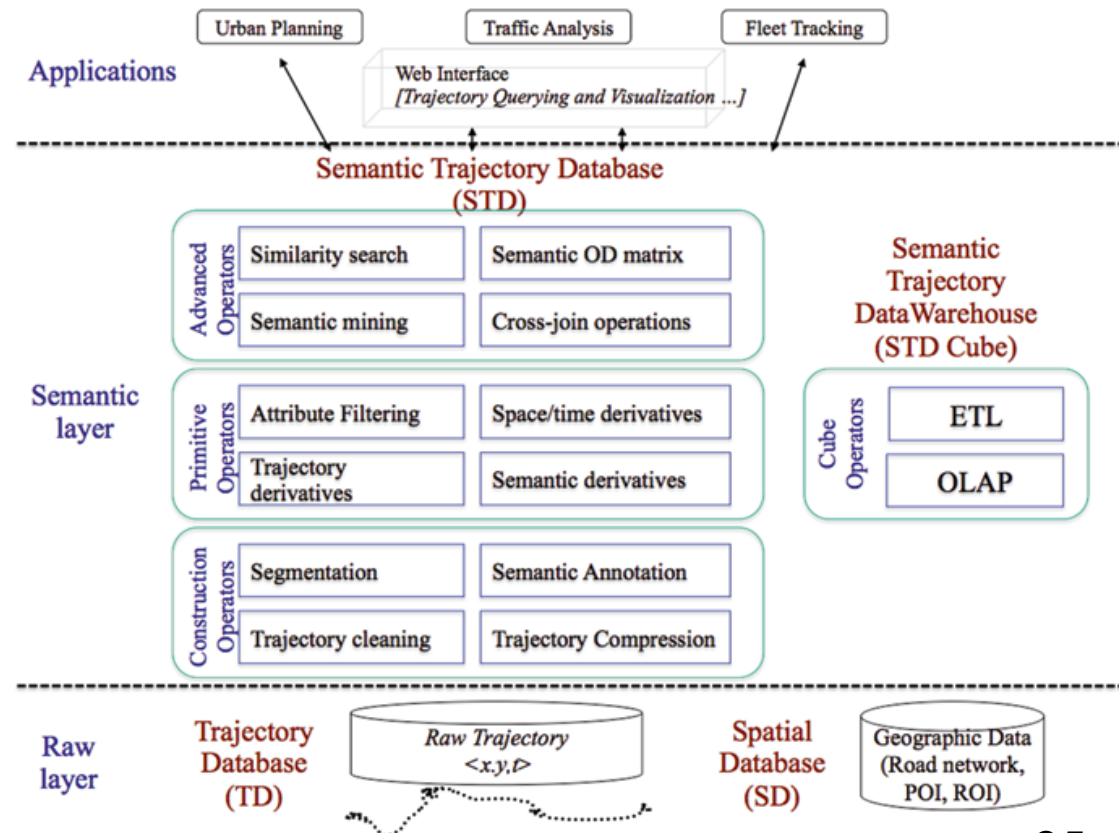 Urban Planning
Traffic Analysis
Fleet Tracking
Applications
Web Interface
[Trajectory Querying and Visualization ...]
Semantic Trajectory Database
(STD)
Semantic
layer
Advanced
Operators
Similarity search
Semantic OD matrix
Semantic mining
Cross-join operations
Primitive
Operators
Attribute Filtering
Space/time derivatives
Trajectory
derivatives
Semantic derivatives
Construction
Operators
Segmentation
Semantic Annotation
Trajectory cleaning
Trajectory Compression
Semantic
Trajectory
DataWarehouse
(STD Cube)
Cube
Operators
ETL
OLAP
Raw
layer
Trajectory
Database
(TD)
Raw Trajectory
<x.y,t>
Spatial
Database
(SD)
Geographic Data
(Road network,
POI, ROI)